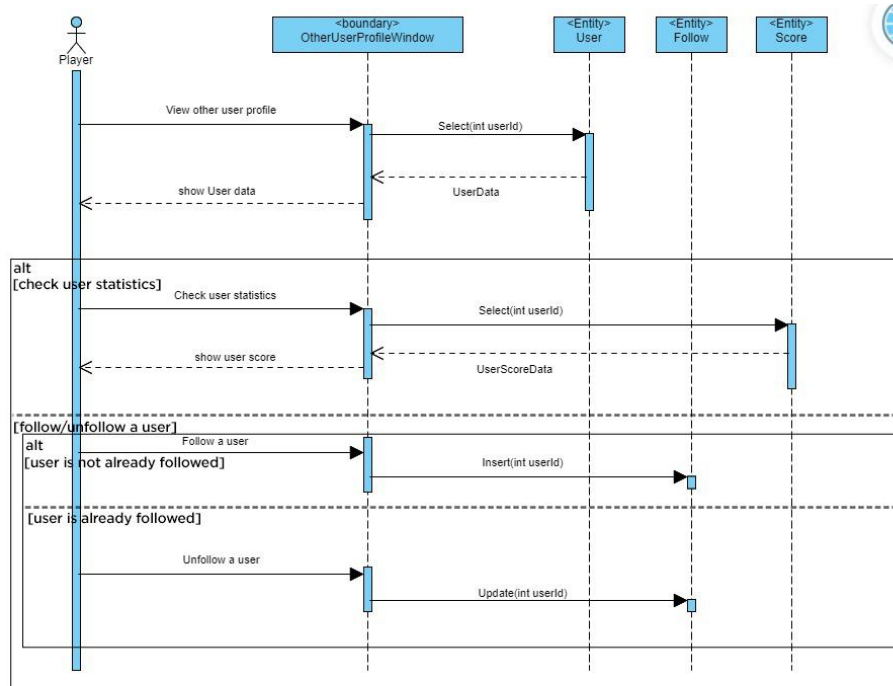 <boundary>
OtherUserProfileWindow
<Entity>
User
<Entity>
Follow
<Entity>
Score
Player
View other user profile
Select(int userId)
UserData
show User data
alt
[check user statistics]
Check user statistics
Select(int userId)
UserScoreData
show user score
[follow/unfollow a user]
alt
Follow a user
[user is not already followed]
Insert(int userId)
[user is already followed]
Unfollow a user
Update(int userId)